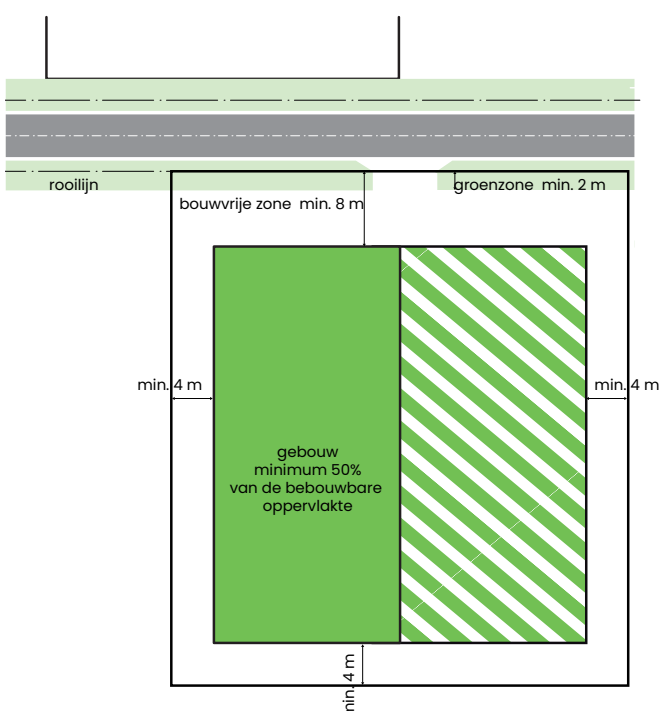 rooilijn
groenzone min. 2 m
bouwvrije zone min. 8 m
min. 4 m
min. 4 m
gebouw
minimum 50%
van de bebouwbare
oppervlakte
min. 4 m